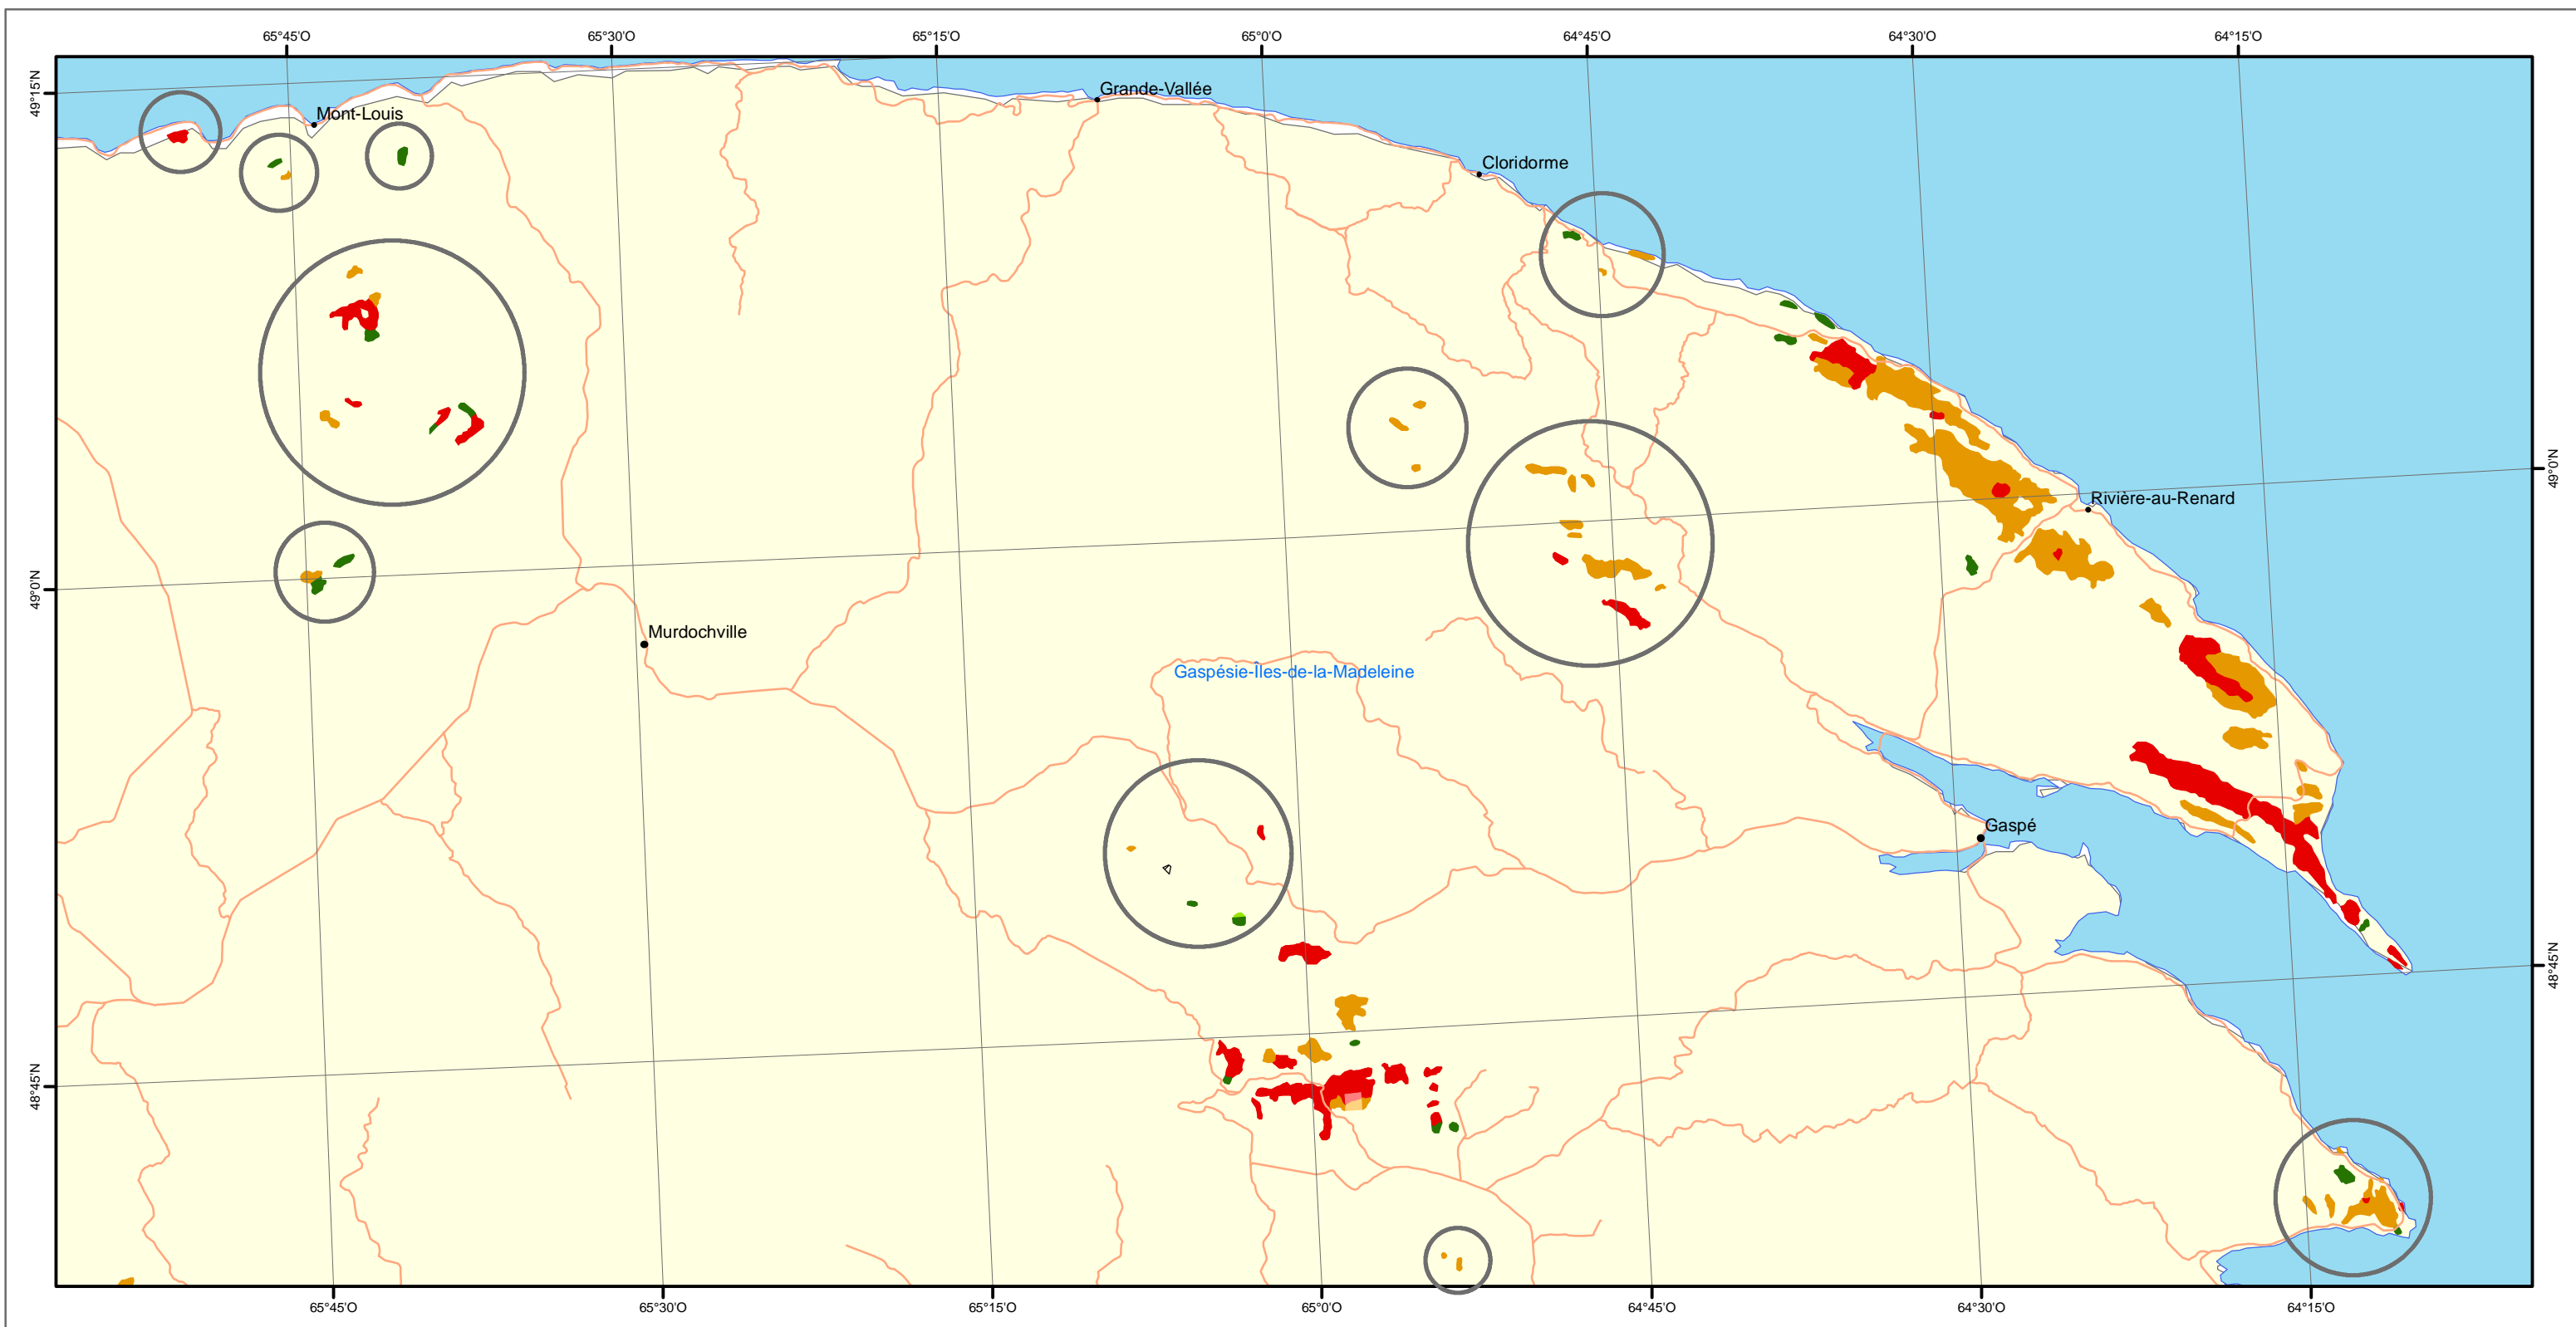 65°45'O
65°30'O
65°15'O
65°0'O
64°45'O
64°30'O
64°15'O
49°15'N
Grande-Vallée
Mont-Louis
Cloridorme
49°0'N
Rivière-au-Renard
49°0'N
Murdochville
Gaspésie-Îles-de-la-Madeleine
Gaspé
48°45'N
48°45'N
65°45'O
65°30'O
65°15'O
65°0'O
64°45'O
64°30'O
64°15'O